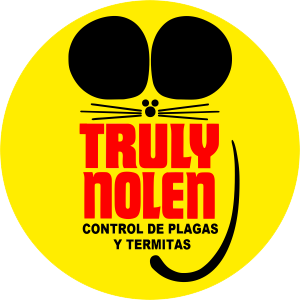 TRULY
NOLEN
CONTROL DE PLAGAS
Y TERMITAS